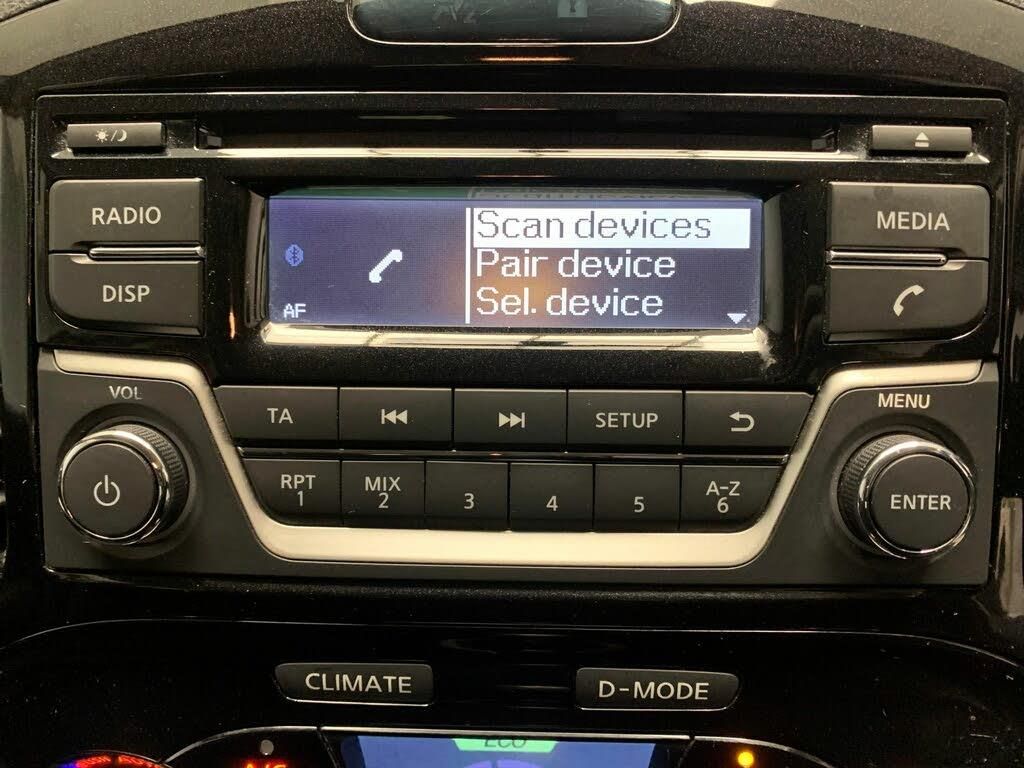 RADIO
DISP
AF
Scan devices
Pair device
Sel. device
MEDIA
VOL
TA
SETUP
MENU
RPT
1
MIX
2
3
4
5
A-Z
6
ENTER
CLIMATE
D-MODE
ECO